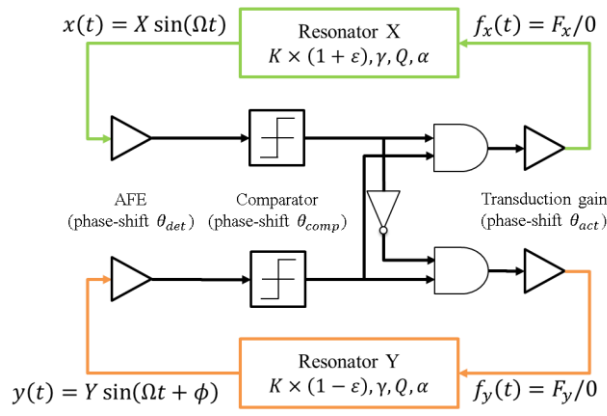 x(t) = X sin(Ωt)
Resonator X
K × (1 + ε), γ, Q, α
f_x(t) = F_x/0
AFE
(phase-shift θ_det)
Comparator
(phase-shift θ_comp)
Transduction gain
(phase-shift θ_act)
y(t) = Y sin(Ωt + ϕ)
Resonator Y
K × (1 − ε), γ, Q, α
f_y(t) = F_y/0